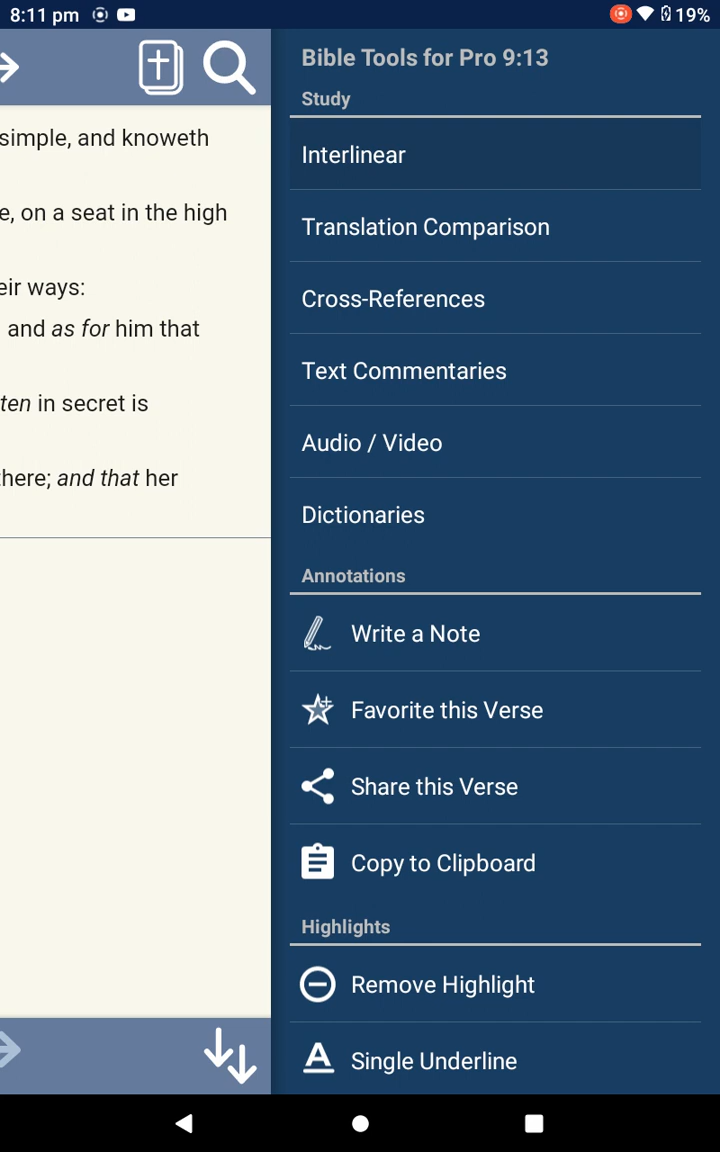 8:11 pm
19%
simple, and knoweth
e, on a seat in the high
eir ways:
and as for him that
ten in secret is
here; and that her
Bible Tools for Pro 9:13
Study
Interlinear
Translation Comparison
Cross-References
Text Commentaries
Audio / Video
Dictionaries
Annotations
Write a Note
Favorite this Verse
Share this Verse
Copy to Clipboard
Highlights
Remove Highlight
Single Underline